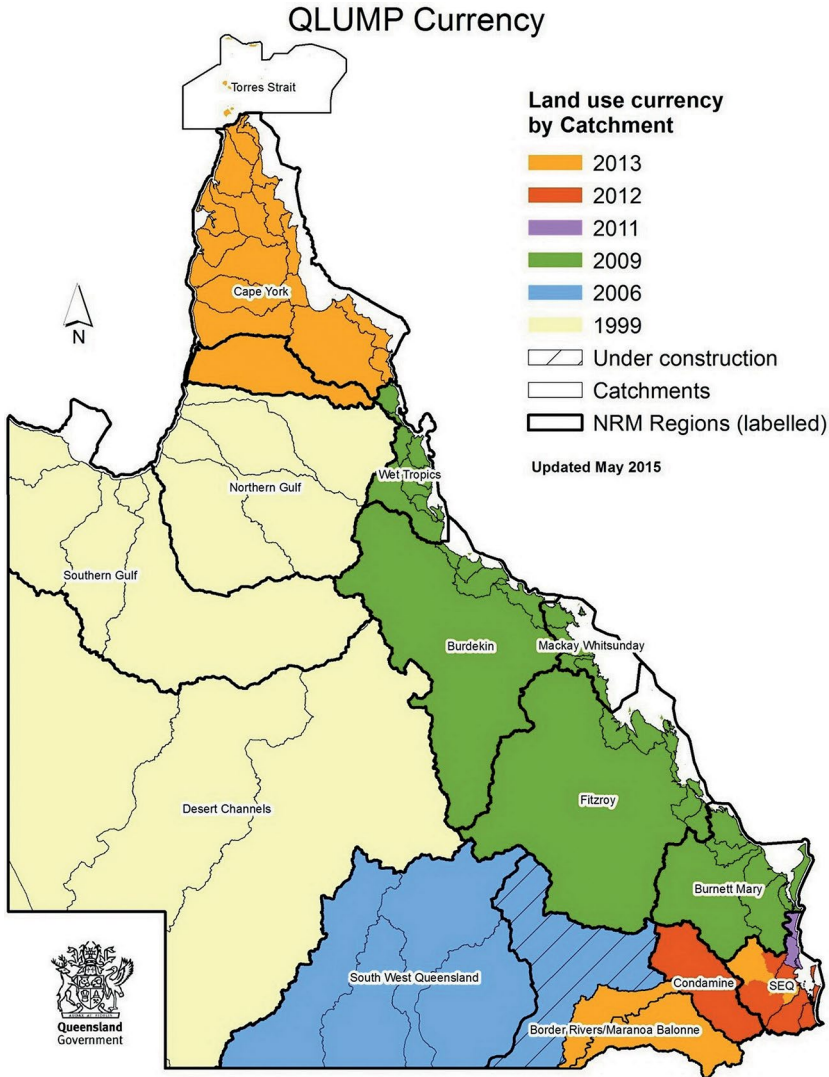 QLUMP Currency
Torres Strait
Land use currency
by Catchment
2013
2012
2011
2009
2006
1999
Under construction
Catchments
NRM Regions (labelled)
Updated May 2015
N
Cape York
Northern Gulf
Wet Tropics
Southern Gulf
Burdekin
Mackay Whitsunday
Desert Channels
Fitzroy
Burnett Mary
South West Queensland
Condamine
SEQ
Border Rivers/Maranoa Balonne
Queensland
Government